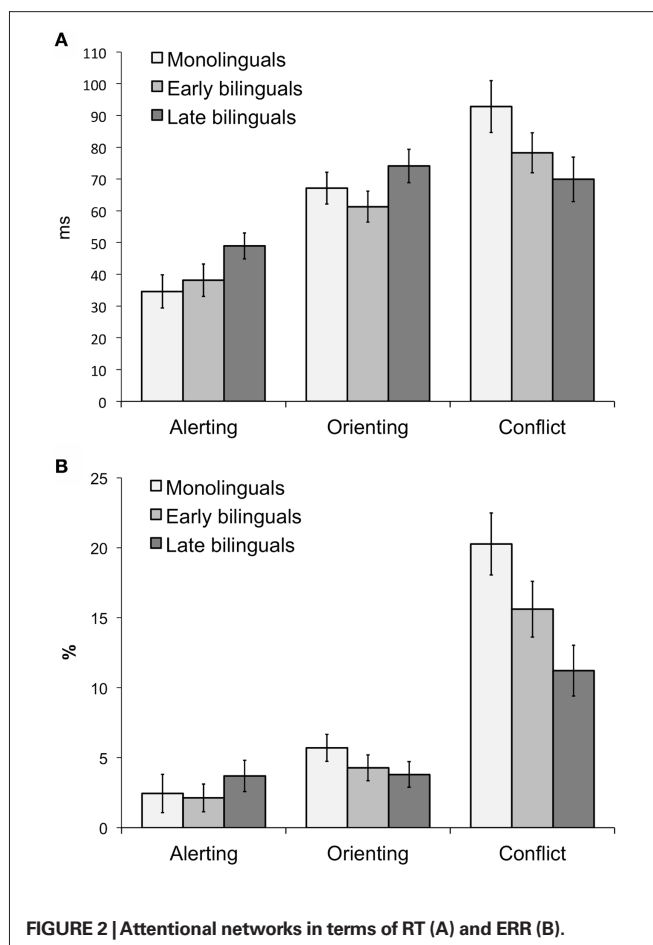 A
110
100
90
80
70
60
50
40
30
20
10
0
ms
Monolinguals
Early bilinguals
Late bilinguals
Alerting Orienting Conflict
B
25
20
15
10
5
0
%
Monolinguals
Early bilinguals
Late bilinguals
Alerting Orienting Conflict
FIGURE 2 | Attentional networks in terms of RT (A) and ERR (B).